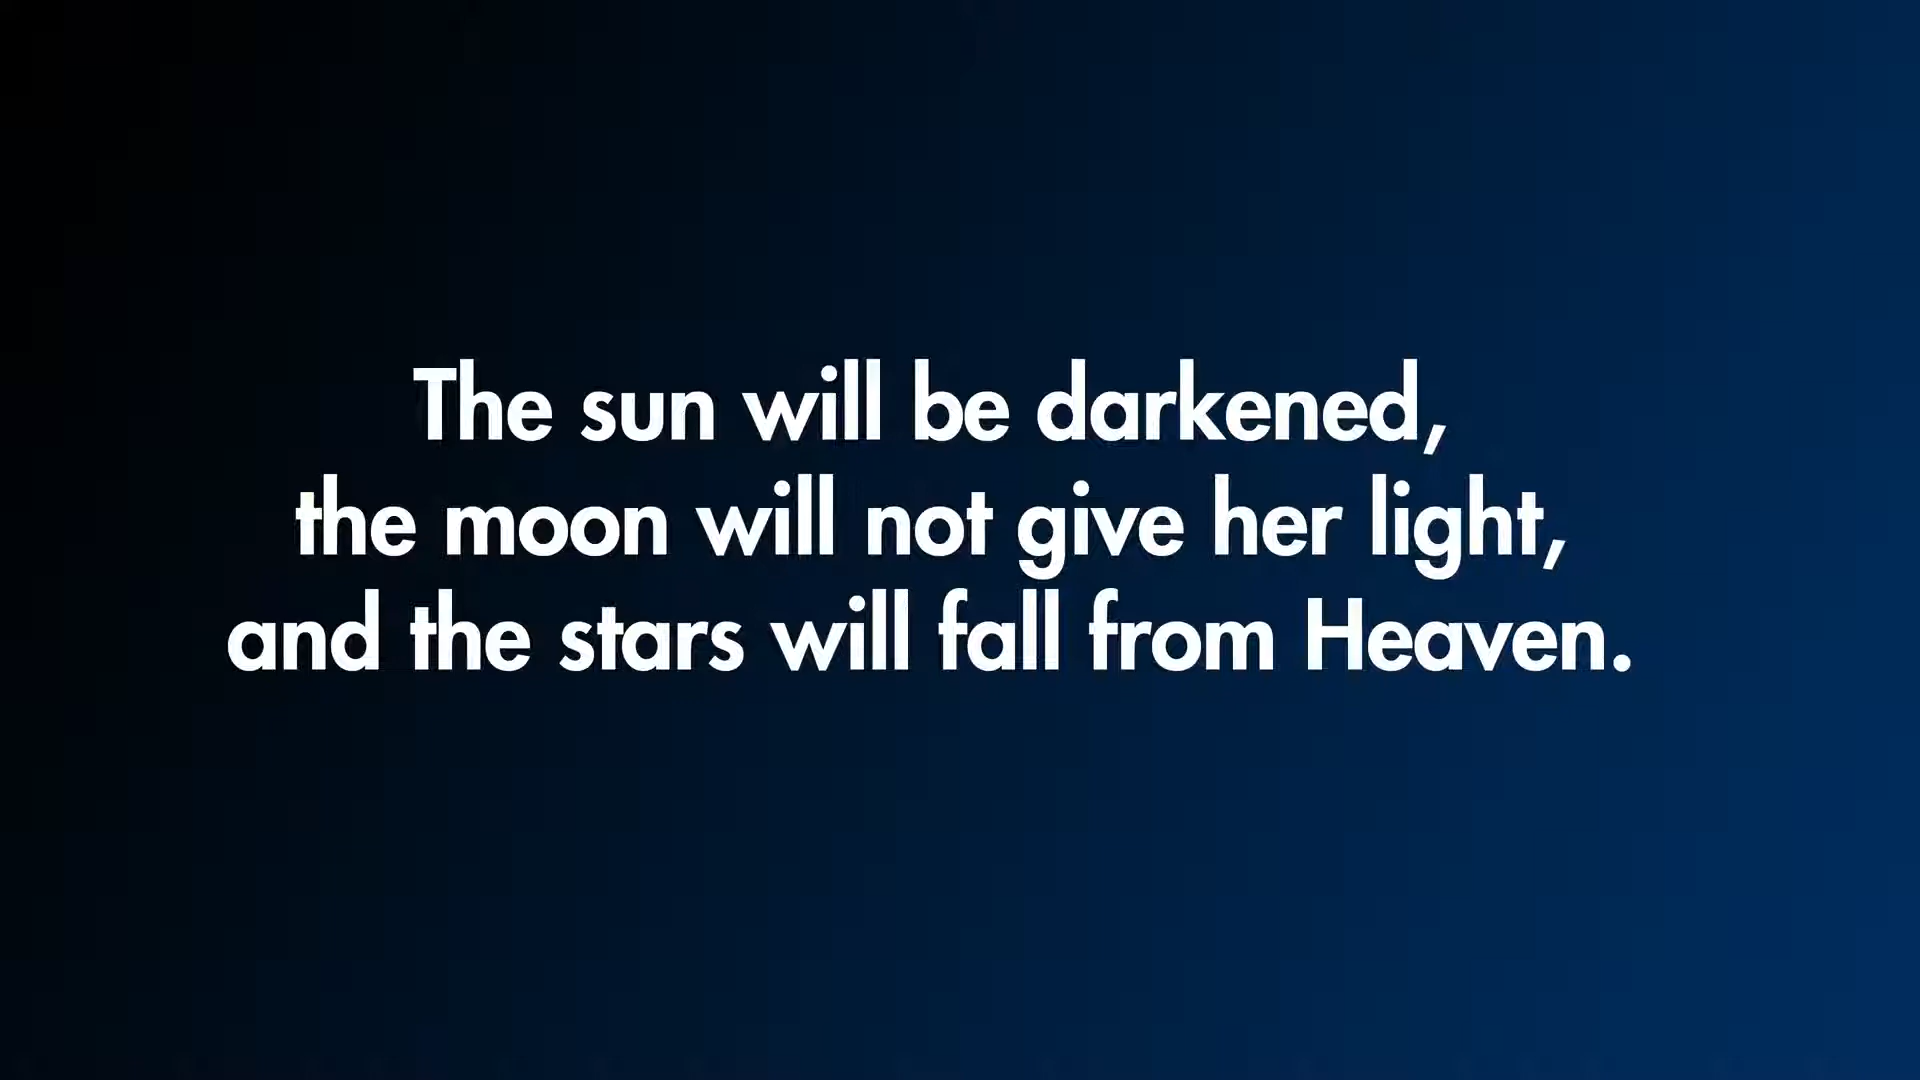 The sun will be darkened,
the moon will not give her light,
and the stars will fall from Heaven.